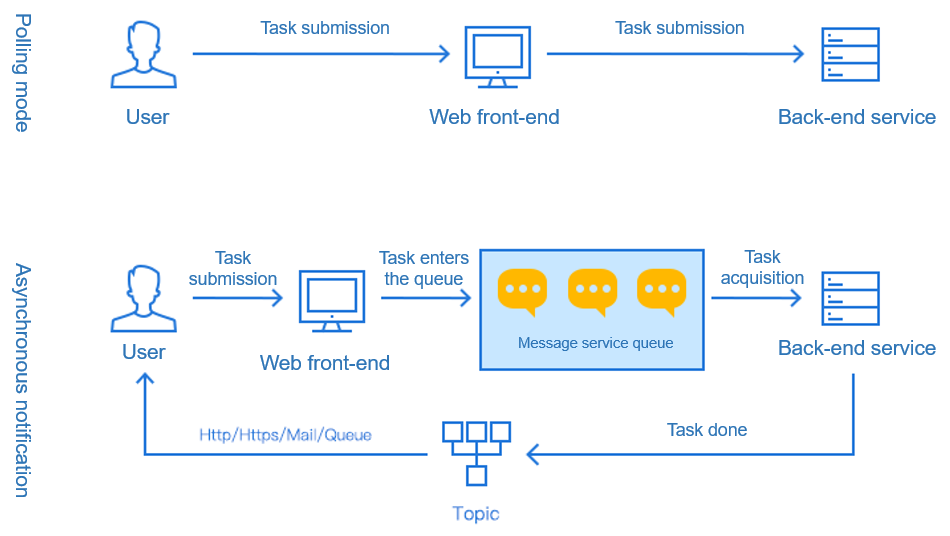 Polling mode
Task submission
Task submission
User
Web front-end
Back-end service
Asynchronous notification
Task
submission
Task enters
the queue
Task
acquisition
Message service queue
User
Web front-end
Back-end service
Http/Https/Mail/Queue
Task done
Topic